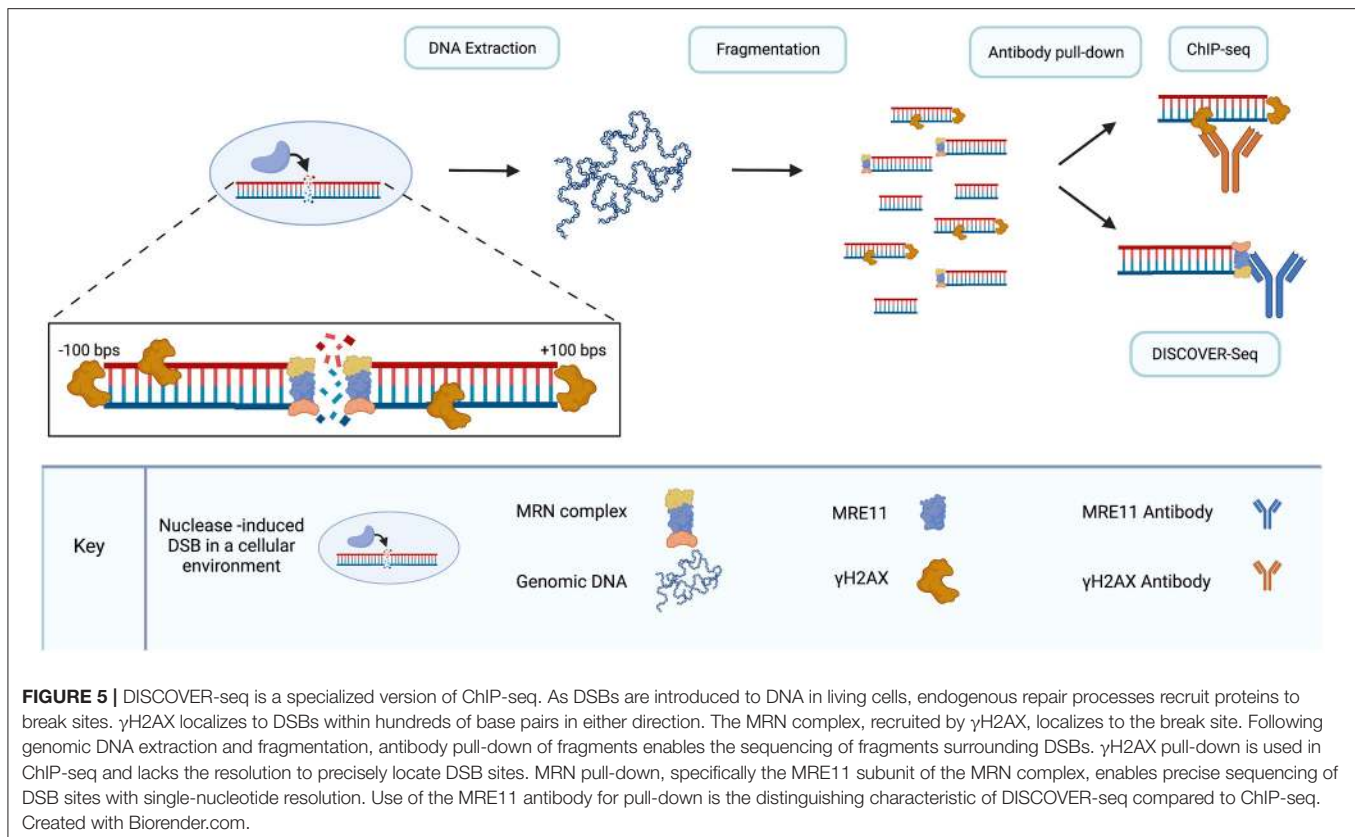 DNA Extraction
Fragmentation
Antibody pull-down
ChIP-seq
-100 bps
+100 bps
DISCOVER-Seq
Key
Nuclease -induced
DSB in a cellular
environment
MRN complex
MRE11
MRE11 Antibody
Genomic DNA
γH2AX
γH2AX Antibody
FIGURE 5 | DISCOVER-seq is a specialized version of ChIP-seq. As DSBs are introduced to DNA in living cells, endogenous repair processes recruit proteins to
break sites. γH2AX localizes to DSBs within hundreds of base pairs in either direction. The MRN complex, recruited by γH2AX, localizes to the break site. Following
genomic DNA extraction and fragmentation, antibody pull-down of fragments enables the sequencing of fragments surrounding DSBs. γH2AX pull-down is used in
ChIP-seq and lacks the resolution to precisely locate DSB sites. MRN pull-down, specifically the MRE11 subunit of the MRN complex, enables precise sequencing of
DSB sites with single-nucleotide resolution. Use of the MRE11 antibody for pull-down is the distinguishing characteristic of DISCOVER-seq compared to ChIP-seq.
Created with Biorender.com.